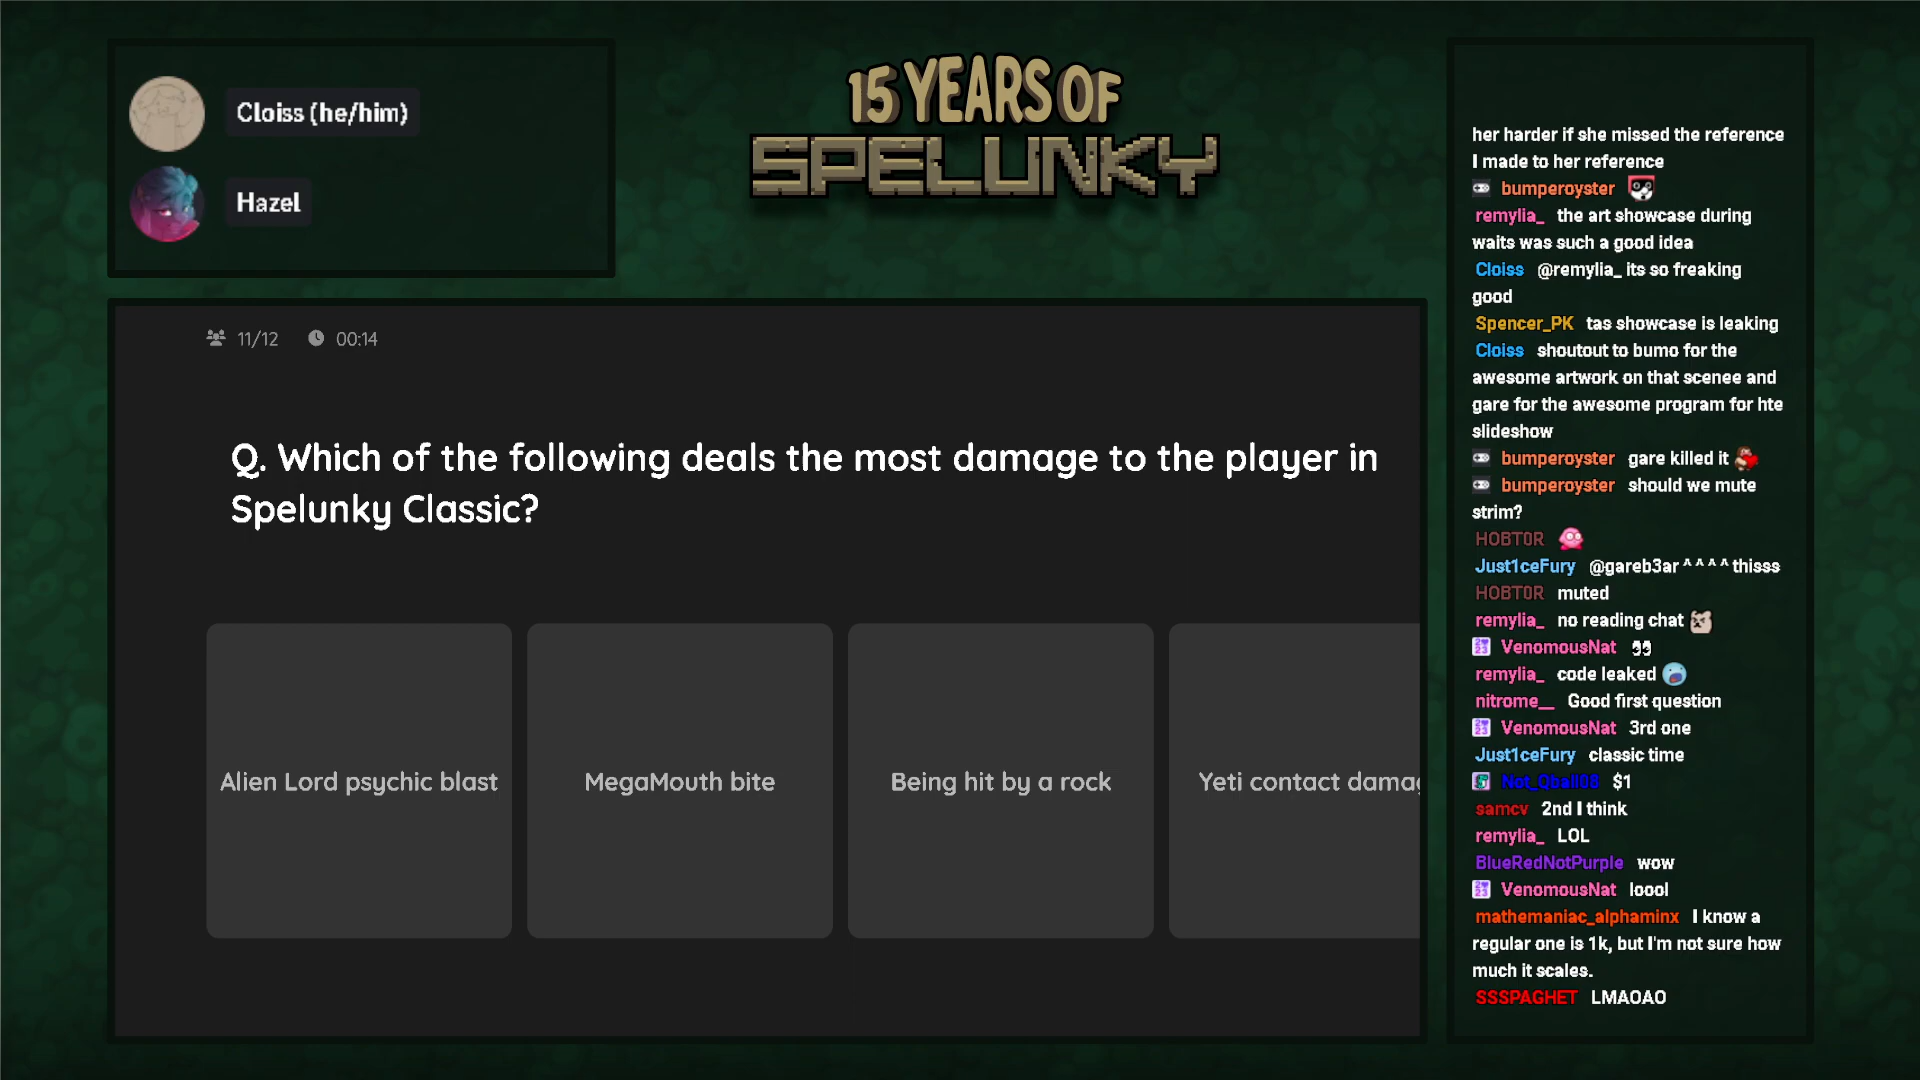 Cloiss (he/him)
Hazel
15 YEARS OF
SPELUNKY
11/12 00:14
Q. Which of the following deals the most damage to the player in
Spelunky Classic?
Alien Lord psychic blast
MegaMouth bite
Being hit by a rock
Yeti contact damag
her harder if she missed the reference
I made to her reference
bumperoyster
remylia_ the art showcase during
waits was such a good idea
Cloiss @remylia_ its so freaking
good
Spencer_PK tas showcase is leaking
Cloiss shoutout to bumo for the
awesome artwork on that scenee and
gare for the awesome program for hte
slideshow
bumperoyster gare killed it
bumperoyster should we mute
strim?
HOBT0R
Just1ceFury @gareb3ar ^ ^ ^ ^ thisss
HOBT0R muted
remylia_ no reading chat
VenomousNat
remylia_ code leaked
nitrome__ Good first question
VenomousNat 3rd one
Just1ceFury classic time
Not_Qball08 $1
samcv 2nd I think
remylia_ LOL
BlueRedNotPurple wow
VenomousNat loool
mathemaniac_alphaminx I know a
regular one is 1k, but I'm not sure how
much it scales.
SSSPAGHET LMAOAO